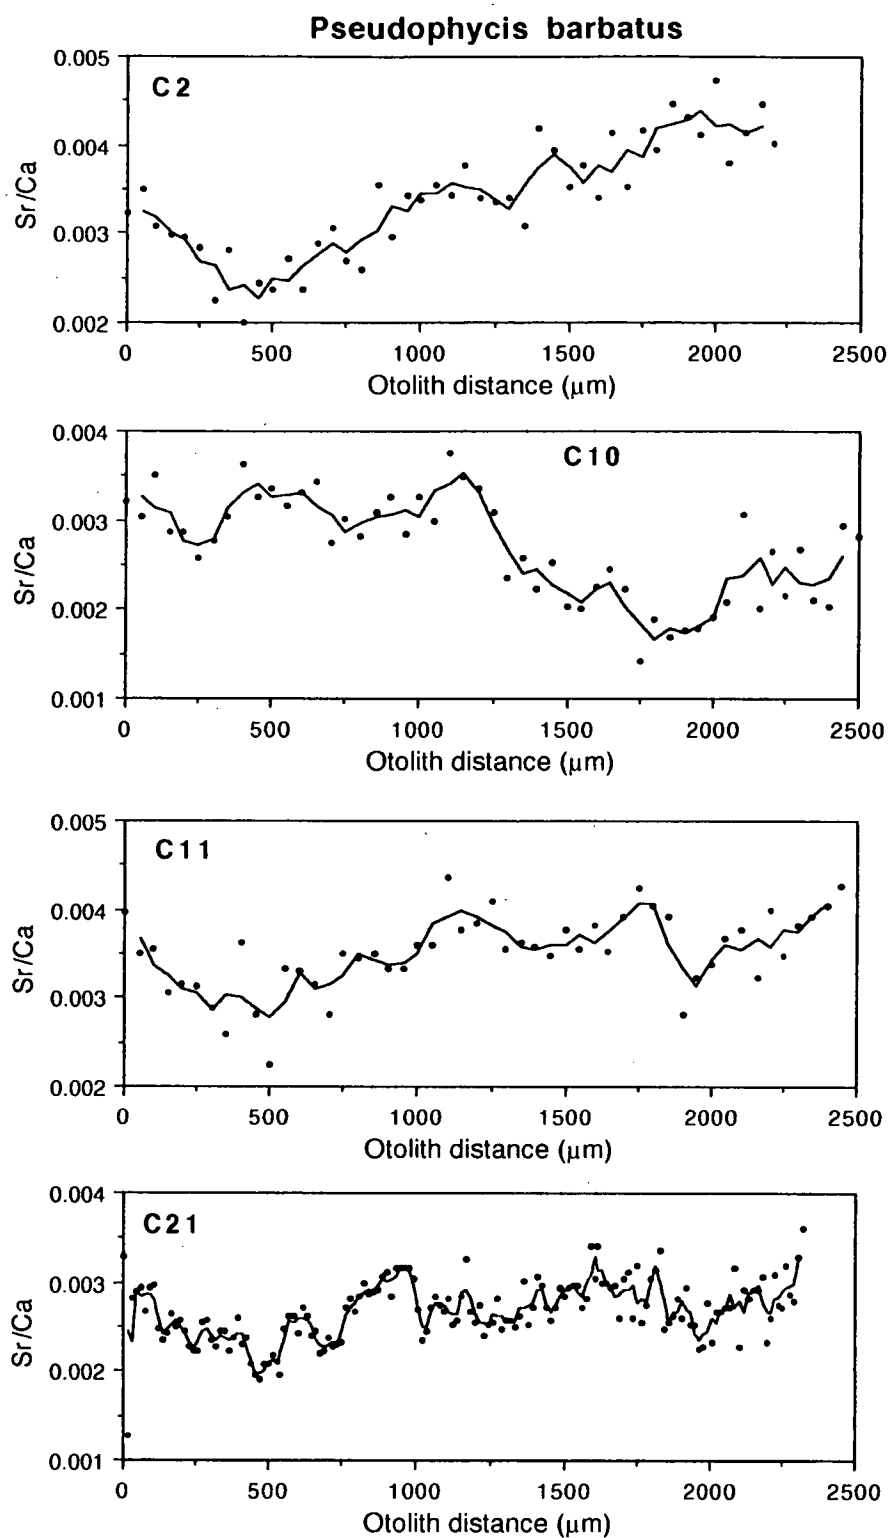 Pseudophycis barbatus
C2
Sr/Ca
0.005
0.004
0.003
0.002
0 500 1000 1500 2000 2500
Otolith distance (μm)
C10
Sr/Ca
0.004
0.003
0.002
0.001
0 500 1000 1500 2000 2500
Otolith distance (μm)
C11
Sr/Ca
0.005
0.004
0.003
0.002
0 500 1000 1500 2000 2500
Otolith distance (μm)
C21
Sr/Ca
0.004
0.003
0.002
0.001
0 500 1000 1500 2000 2500
Otolith distance (μm)